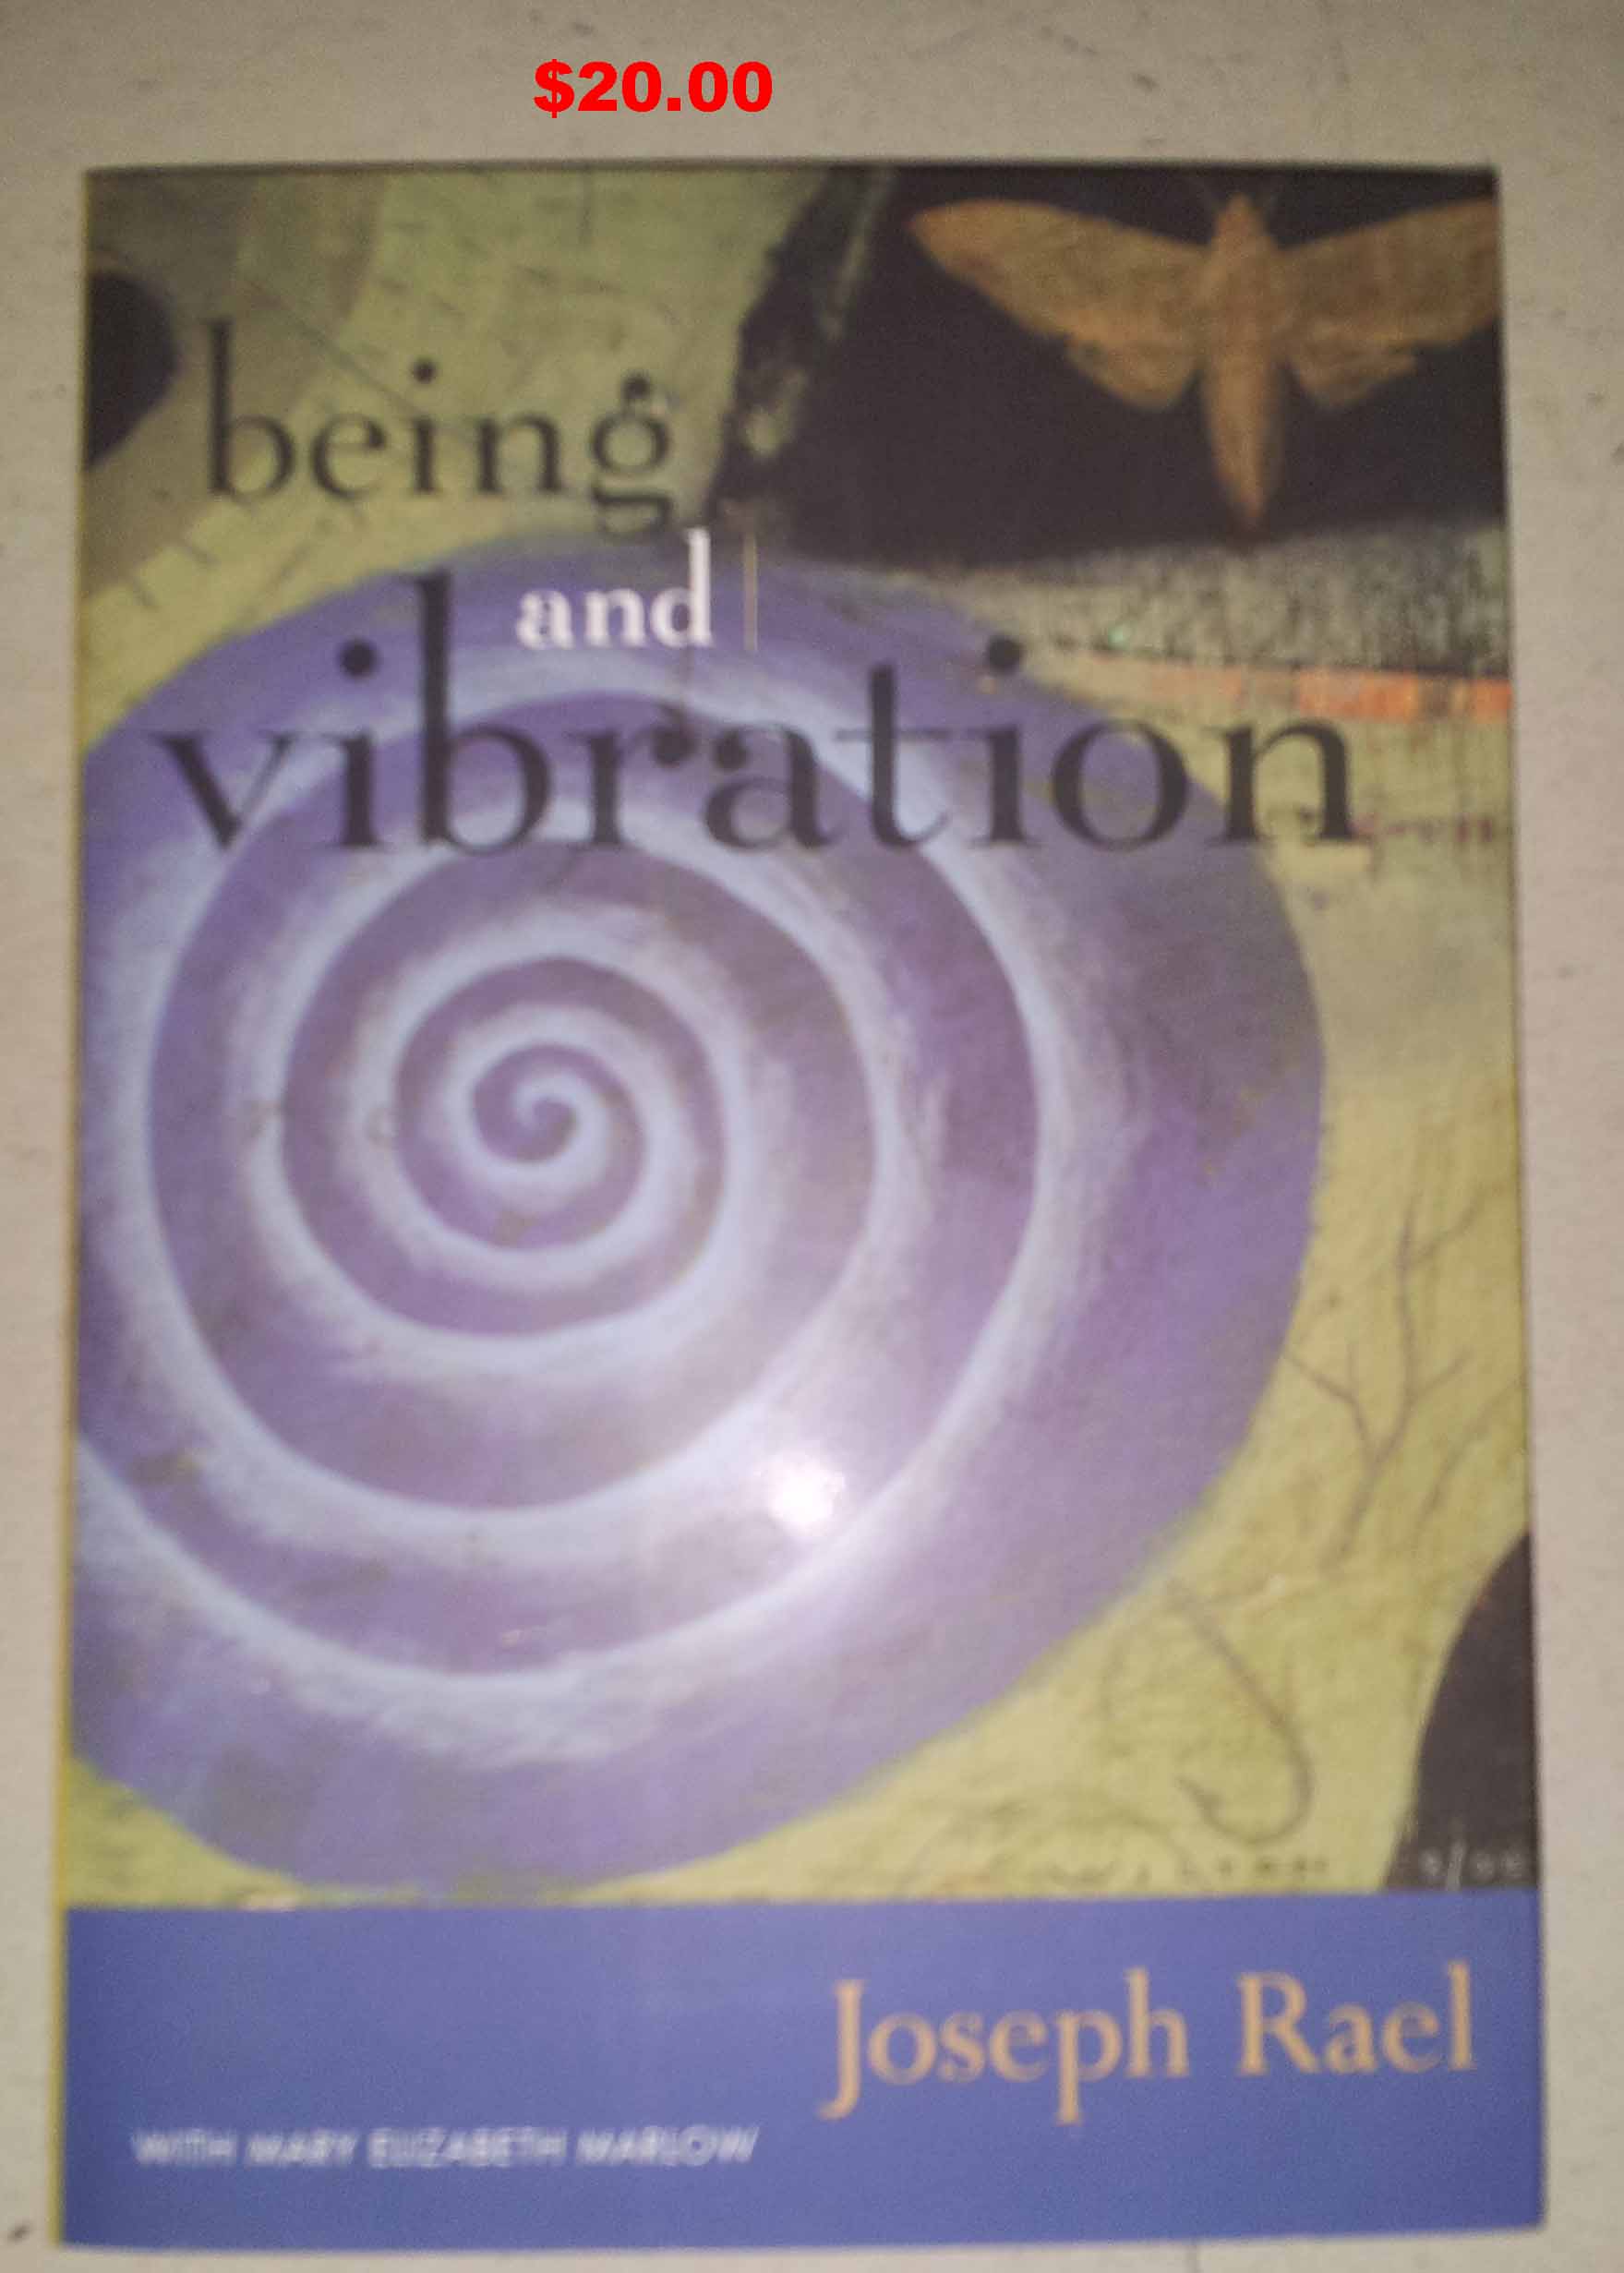 $20.00
being
and
vibration
Joseph Rael
WITH MARY ELIZABETH MARLOW